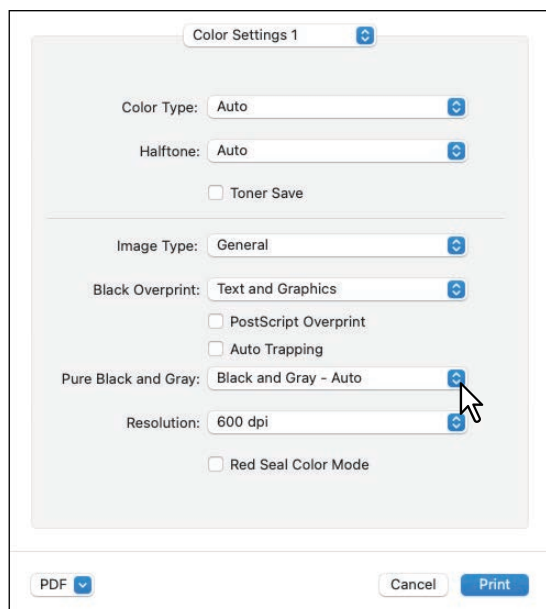 Color Settings 1
Color Type: Auto
Halftone: Auto
Toner Save
Image Type: General
Black Overprint: Text and Graphics
PostScript Overprint
Auto Trapping
Pure Black and Gray: Black and Gray - Auto
Resolution: 600 dpi
Red Seal Color Mode
PDF Cancel Print